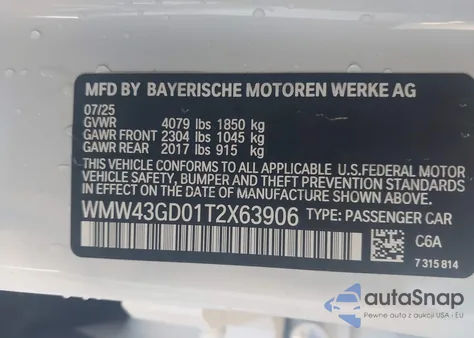 MFD BY BAYERISCHE MOTOREN WERKE AG
07/25
GVWR 4079 lbs 1850 kg
GAWR FRONT 2304 lbs 1045 kg
GAWR REAR 2017 lbs 915 kg
THIS VEHICLE CONFORMS TO ALL APPLICABLE U.S.FEDERAL MOTOR
VEHICLE SAFETY, BUMPER AND THEFT PREVENTION STANDARDS
IN EFFECT ON THE DATE OF MANUFACTURE SHOWN ABOVE.
WMW43GD01T2X63906 TYPE: PASSENGER CAR
C6A
7 315 814
autoSnap
Pewne auta z aukcji USA i EU